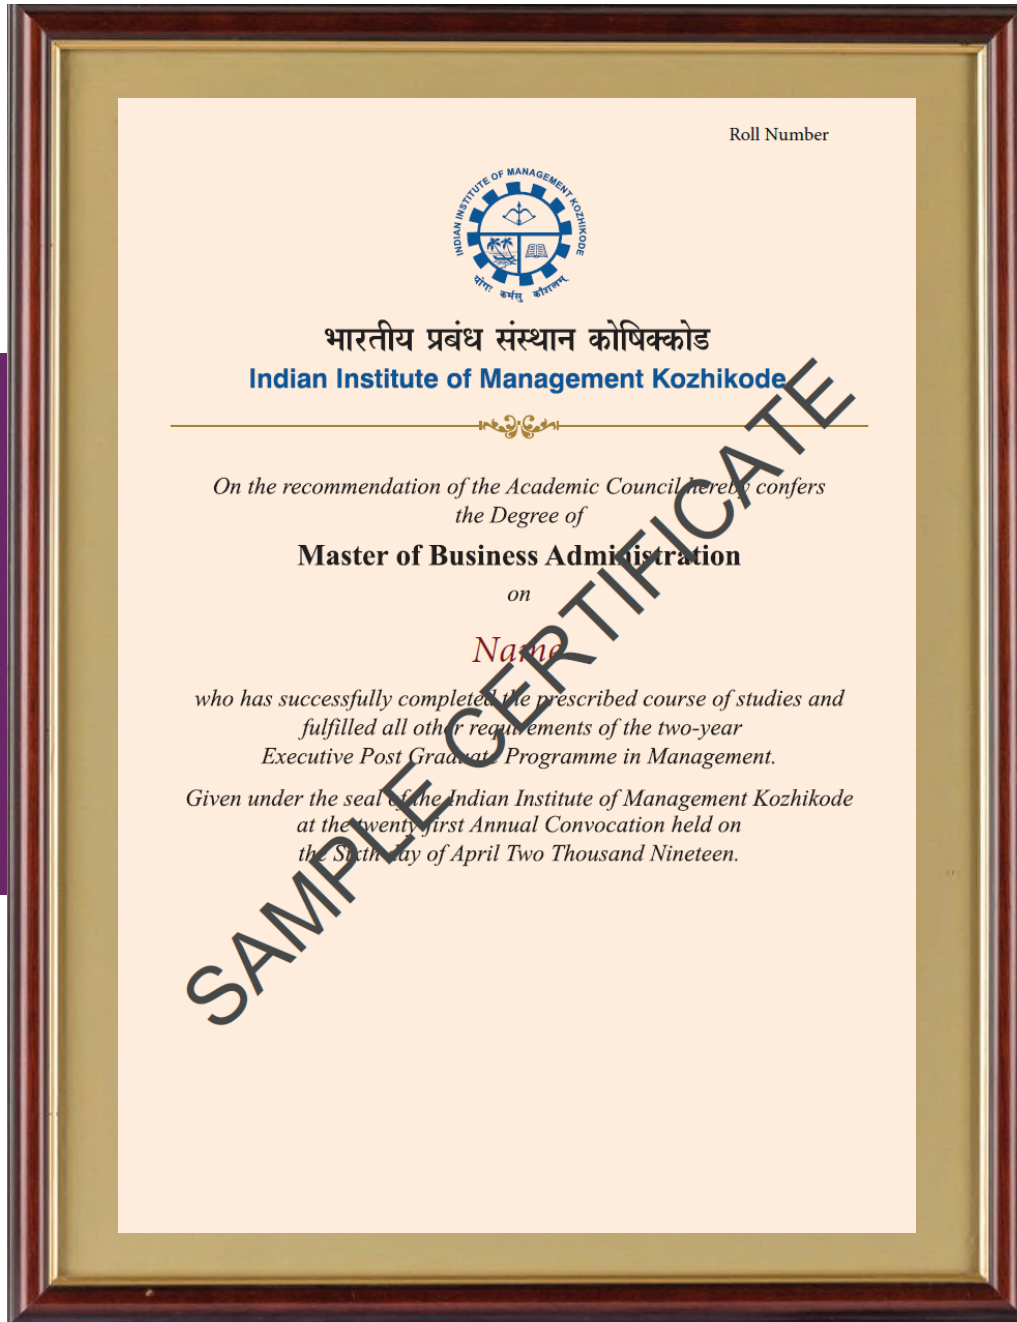 Roll Number
INDIAN INSTITUTE OF MANAGEMENT KOZHIKODE
योगः कर्मसु कौशलम्
भारतीय प्रबंध संस्थान कोषिक्कोड
Indian Institute of Management Kozhikode
On the recommendation of the Academic Council hereby confers
the Degree of
Master of Business Administration
on
Name
who has successfully completed the prescribed course of studies and
fulfilled all other requirements of the two-year
Executive Post Graduate Programme in Management.
Given under the seal of the Indian Institute of Management Kozhikode
at the twenty first Annual Convocation held on
the Sixth day of April Two Thousand Nineteen.
SAMPLE CERTIFICATE